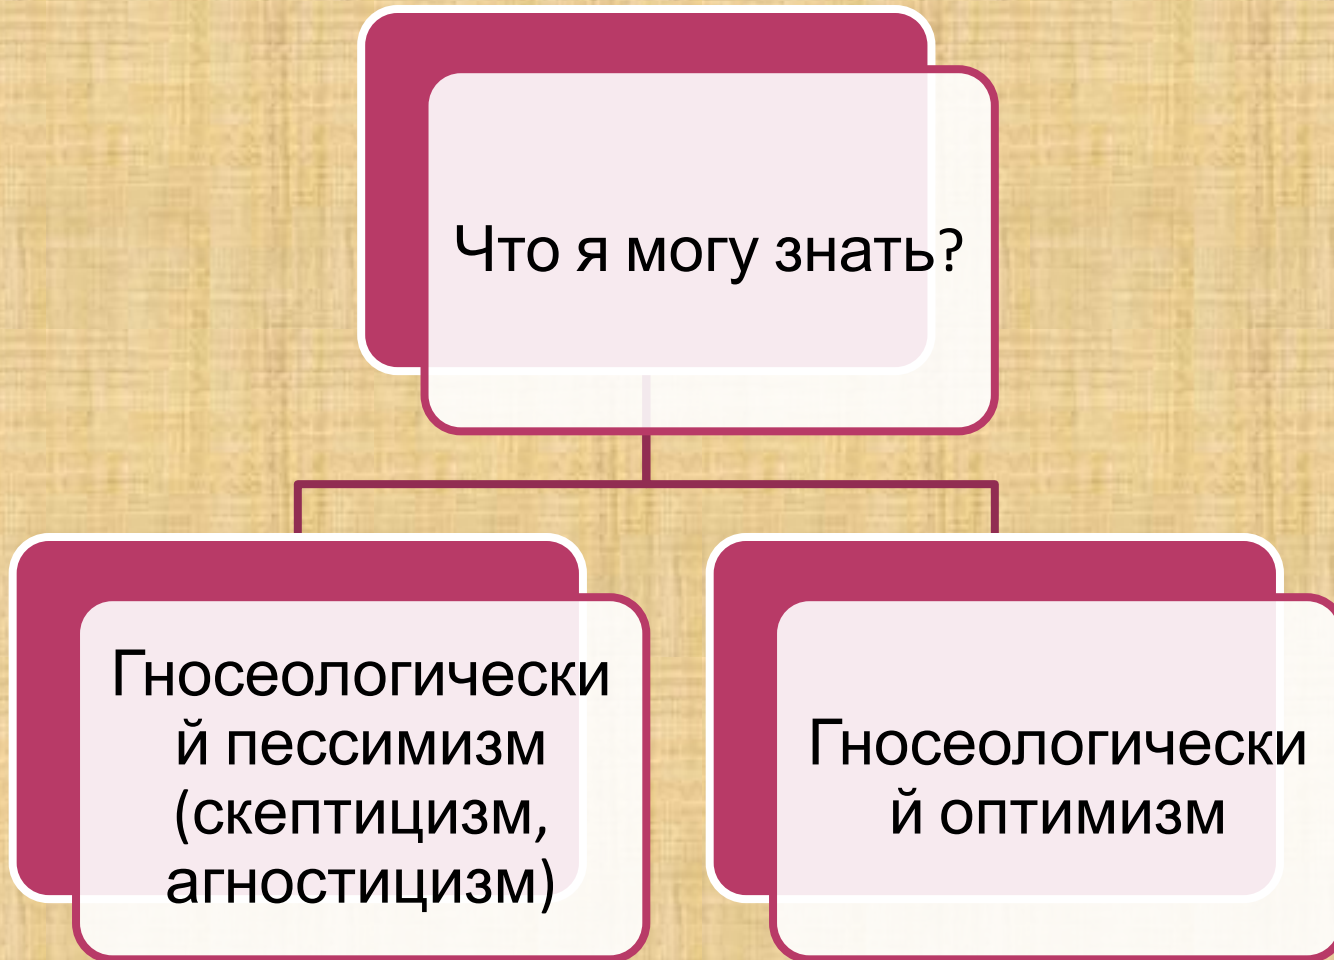 Что я могу знать?
Гносеологически
й пессимизм
(скептицизм,
агностицизм)
Гносеологически
й оптимизм